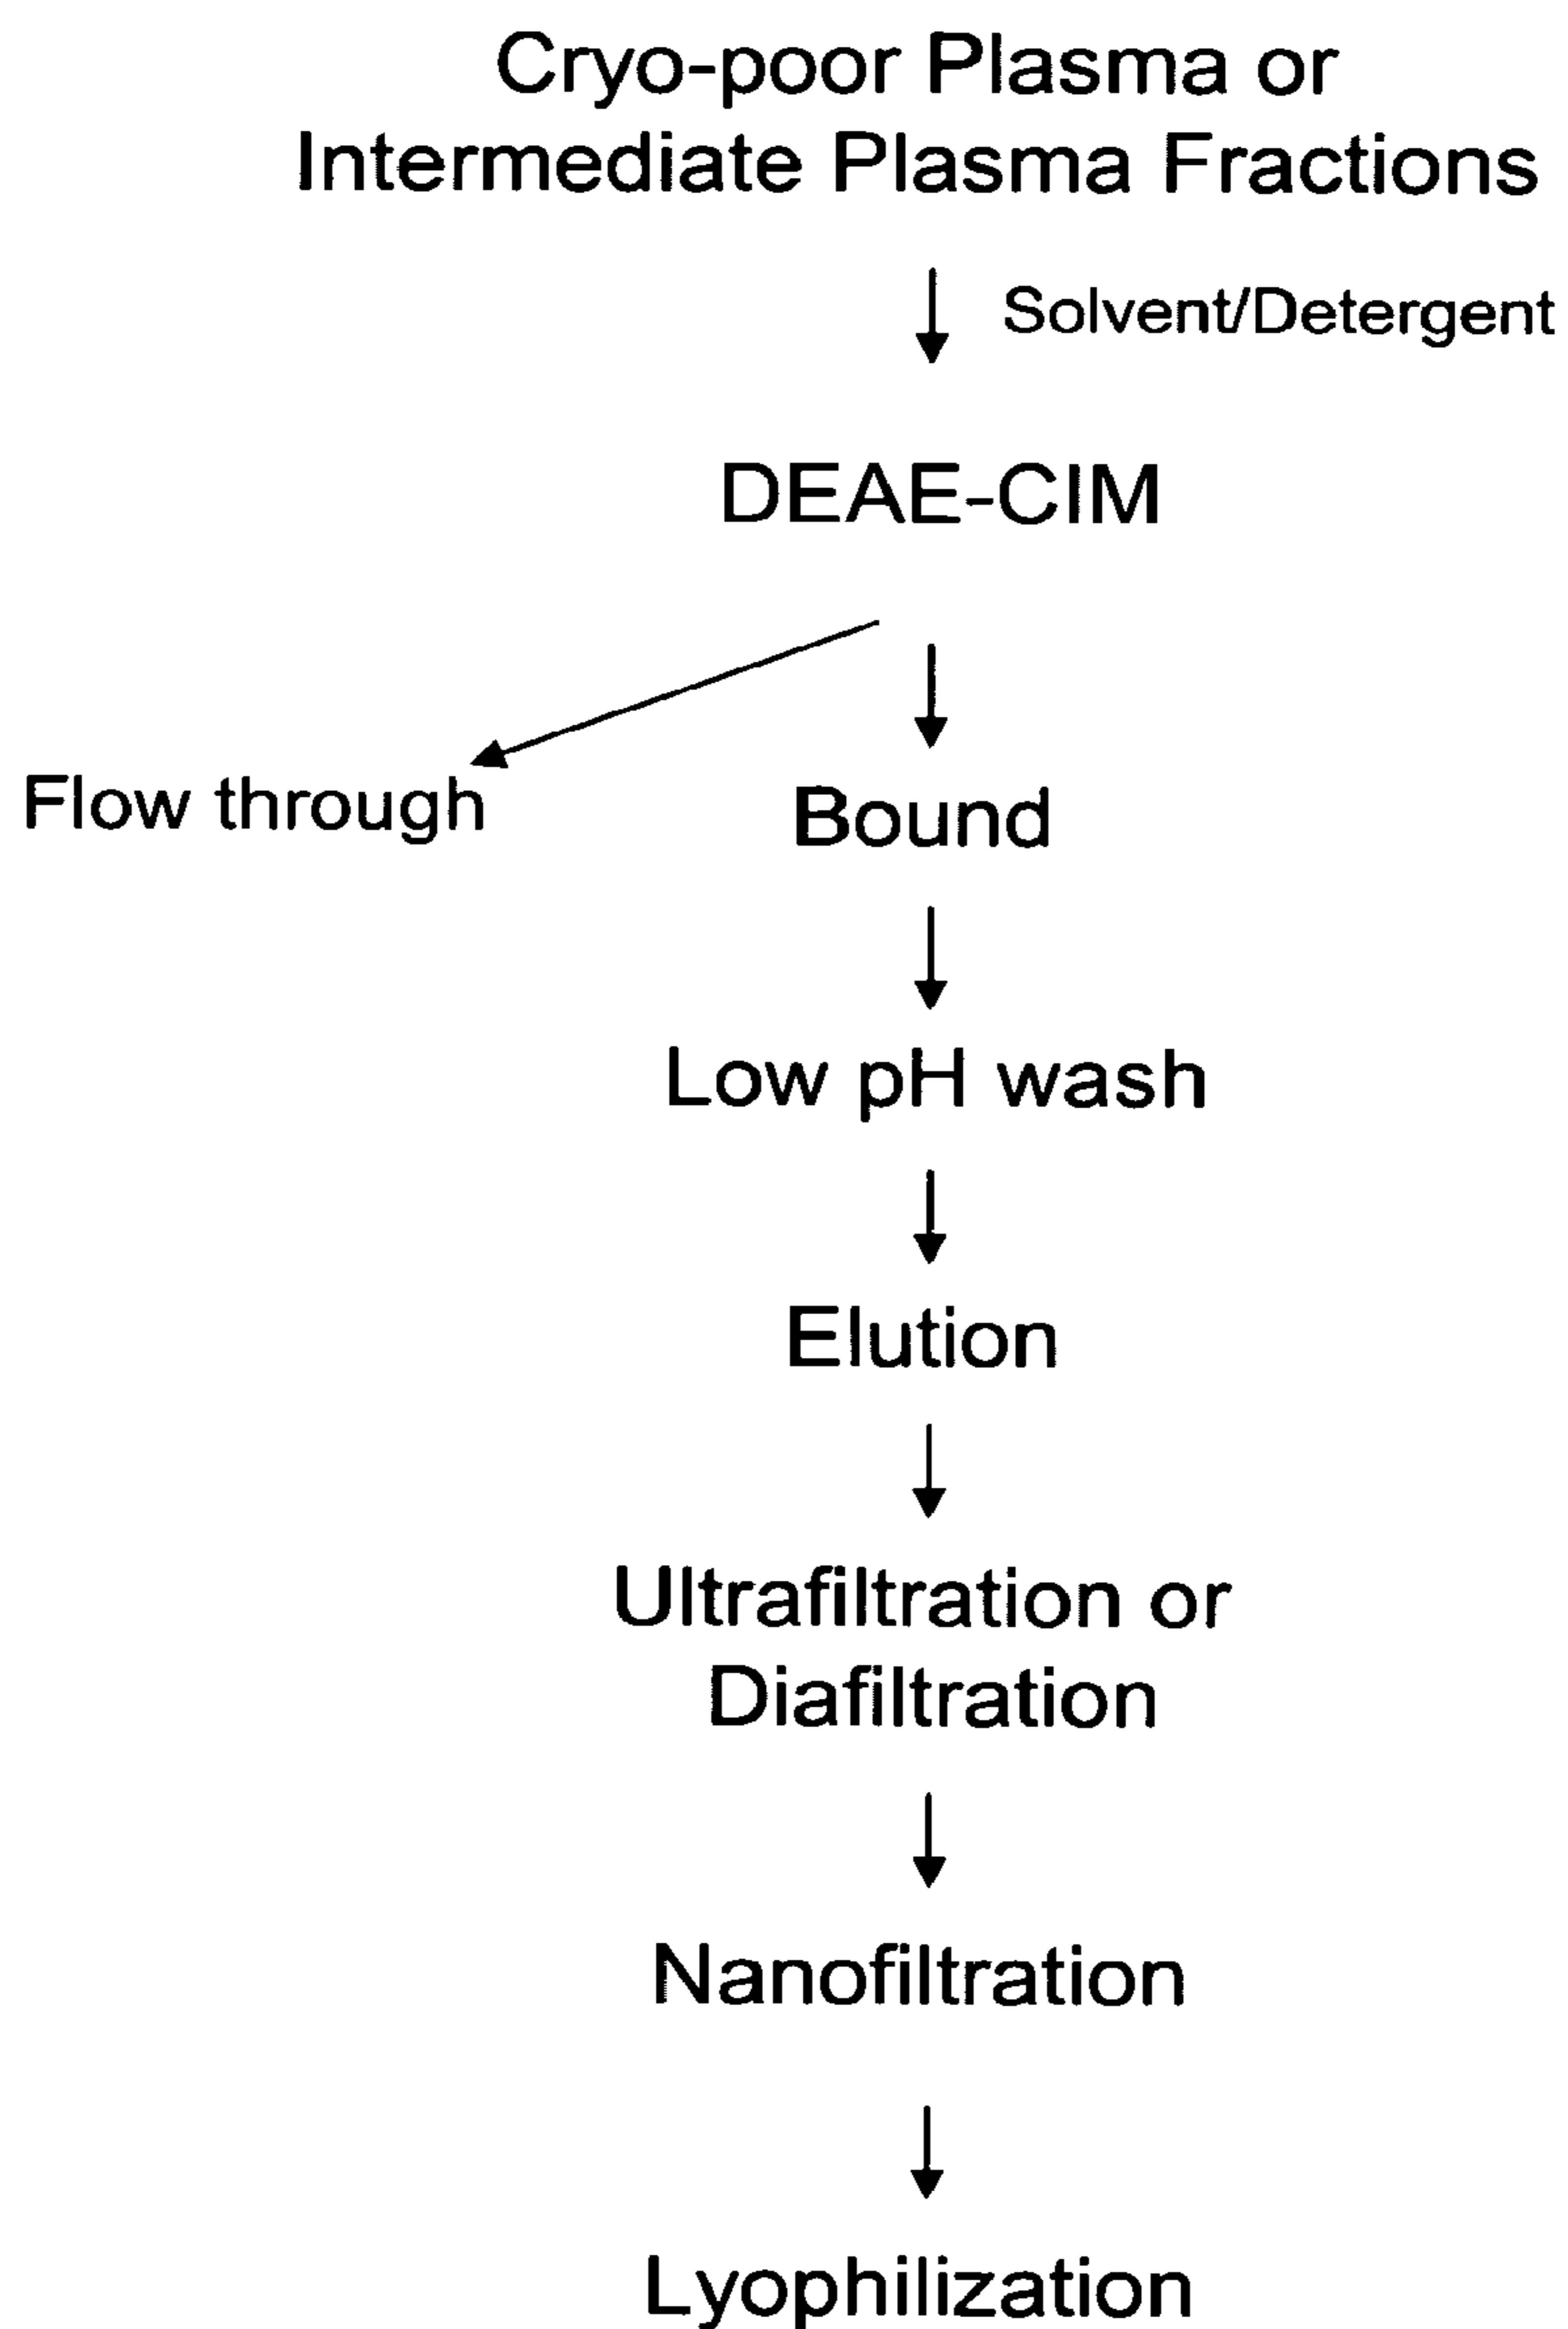 Cryo-poor Plasma or
Intermediate Plasma Fractions
Solvent/Detergent
DEAE-CIM
Flow through
Bound
Low pH wash
Elution
Ultrafiltration or
Diafiltration
Nanofiltration
Lyophilization